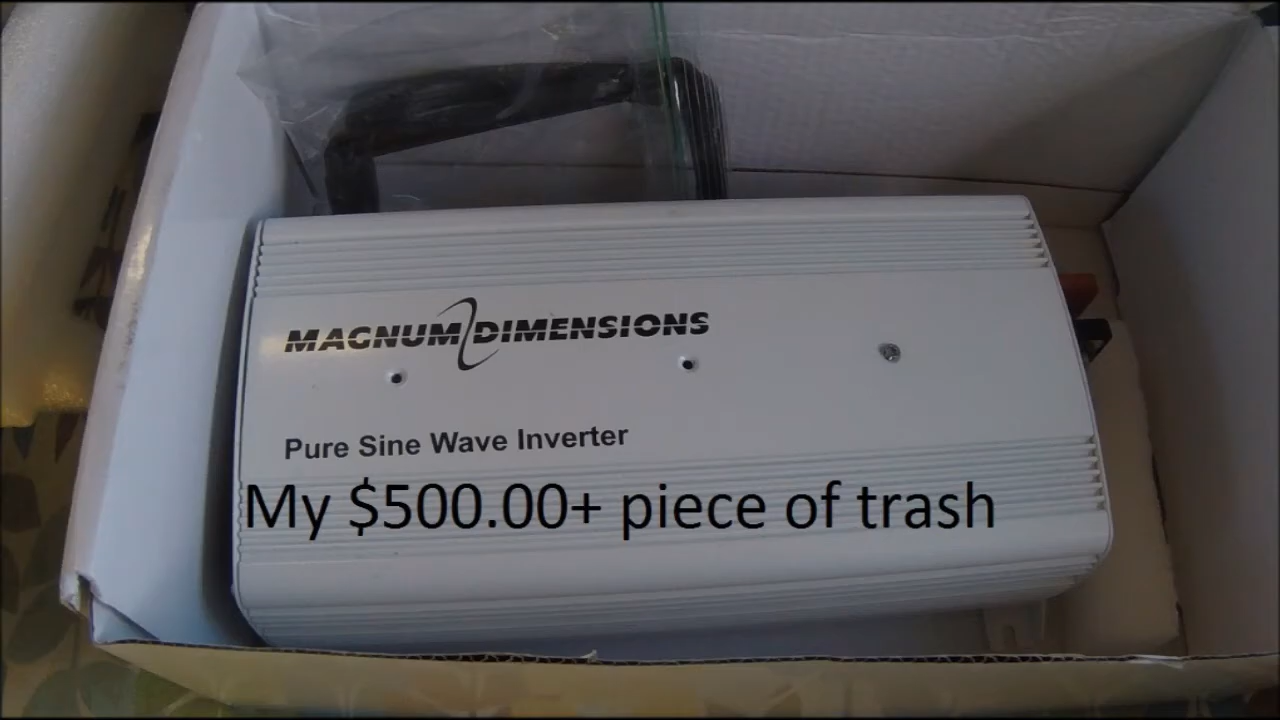 MAGNUM DIMENSIONS
Pure Sine Wave Inverter
My $500.00+ piece of trash